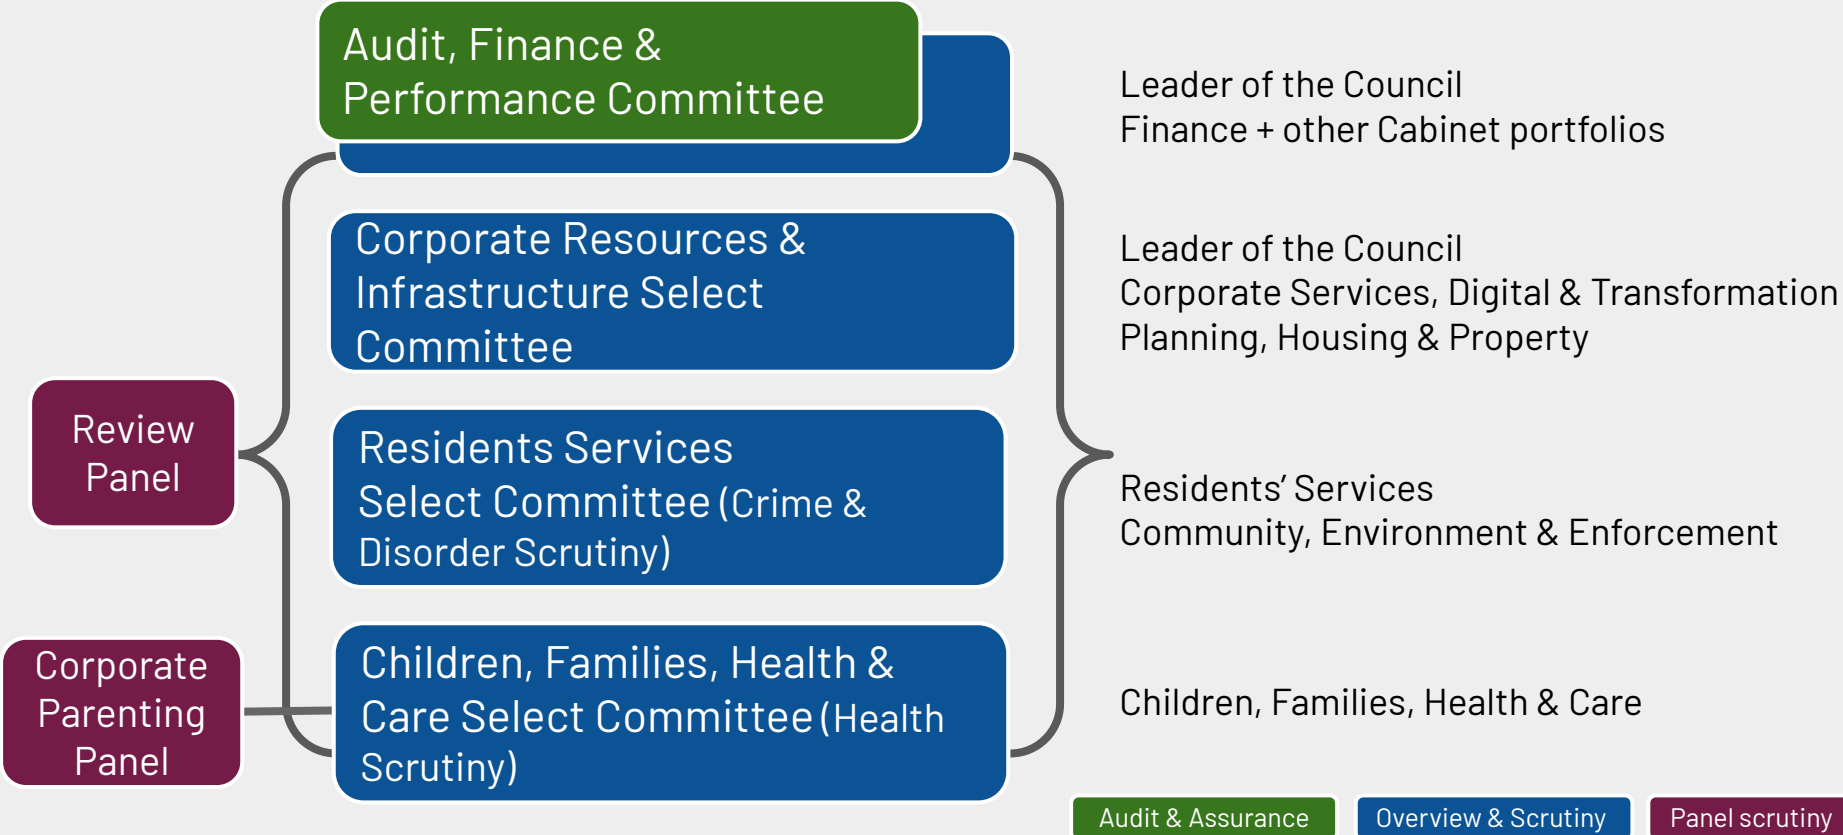 Audit, Finance &
Performance Committee
Leader of the Council
Finance + other Cabinet portfolios
Corporate Resources &
Infrastructure Select
Committee
Leader of the Council
Corporate Services, Digital & Transformation
Planning, Housing & Property
Review
Panel
Residents Services
Select Committee (Crime &
Disorder Scrutiny)
Residents’ Services
Community, Environment & Enforcement
Corporate
Parenting
Panel
Children, Families, Health &
Care Select Committee (Health
Scrutiny)
Children, Families, Health & Care
Audit & Assurance
Overview & Scrutiny
Panel scrutiny